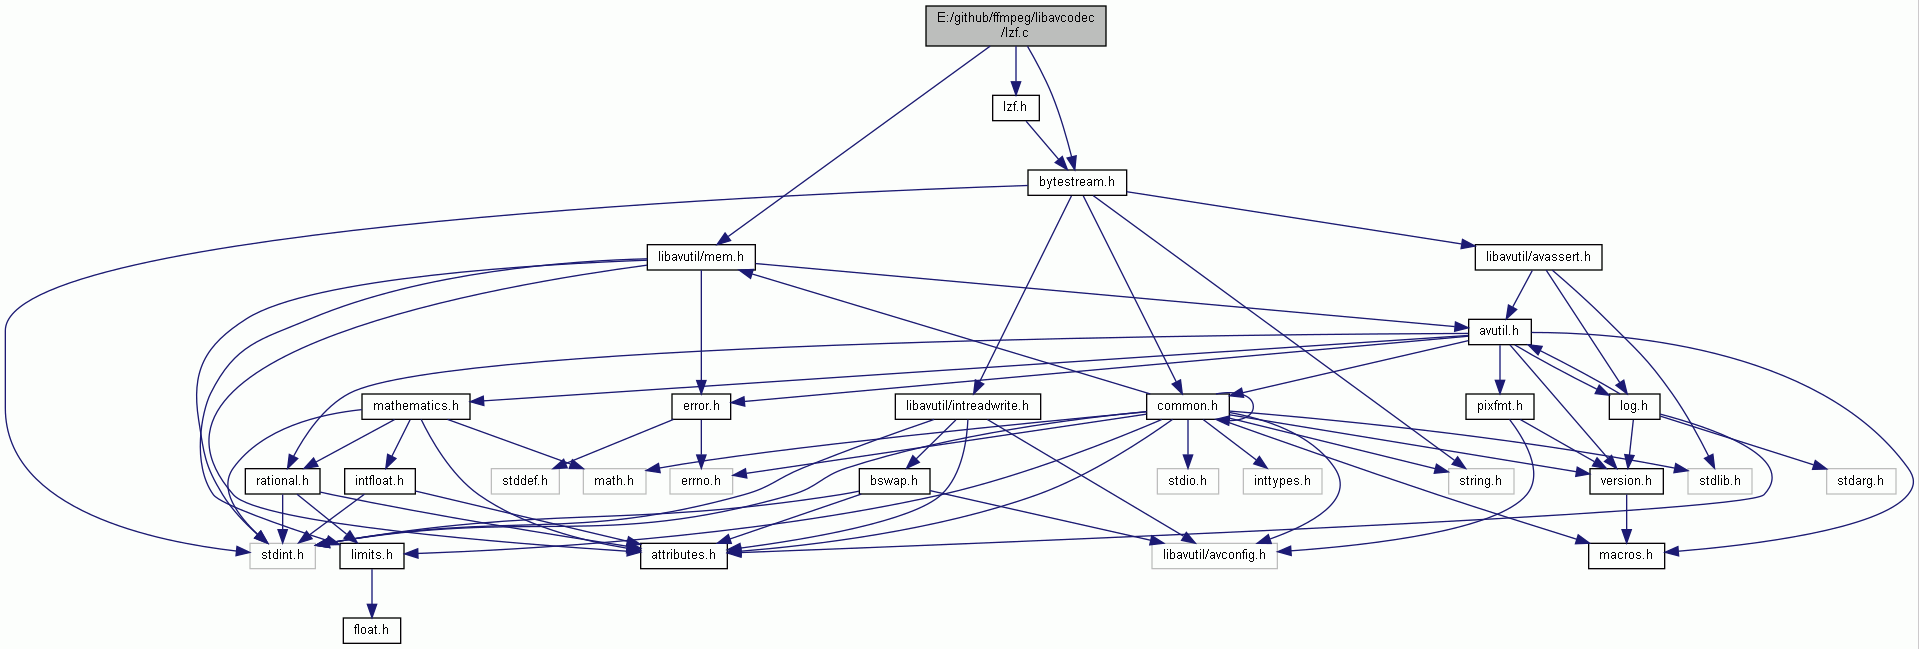 E:/github/ffmpeg/libavcodec
/lzf.c
lzf.h
bytestream.h
libavutil/mem.h
libavutil/avassert.h
avutil.h
mathematics.h
error.h
libavutil/intreadwrite.h
common.h
pixfmt.h
log.h
rational.h
intfloat.h
stddef.h
math.h
errno.h
bswap.h
stdio.h
inttypes.h
string.h
version.h
stdlib.h
stdarg.h
stdint.h
limits.h
attributes.h
libavutil/avconfig.h
macros.h
float.h